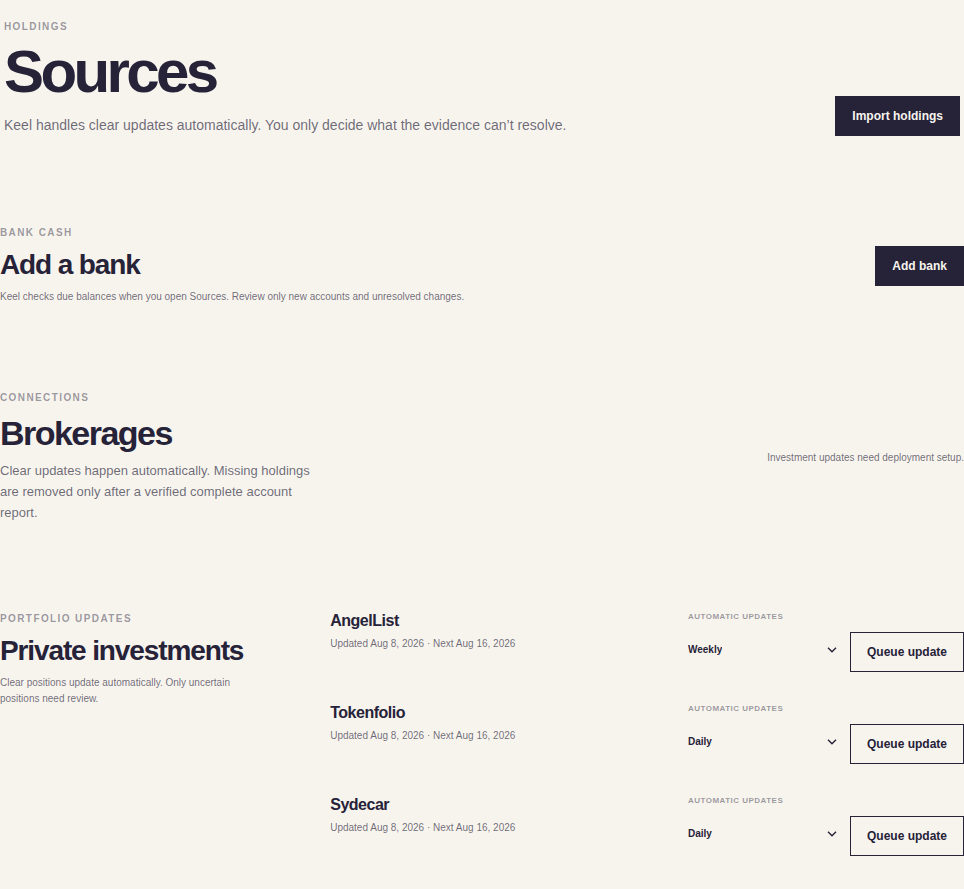 HOLDINGS
Sources
Keel handles clear updates automatically. You only decide what the evidence can’t resolve.
Import holdings
BANK CASH
Add a bank
Keel checks due balances when you open Sources. Review only new accounts and unresolved changes.
Add bank
CONNECTIONS
Brokerages
Clear updates happen automatically. Missing holdings
are removed only after a verified complete account
report.
Investment updates need deployment setup.
PORTFOLIO UPDATES
Private investments
Clear positions update automatically. Only uncertain
positions need review.
AngelList
Updated Aug 8, 2026 · Next Aug 16, 2026
AUTOMATIC UPDATES
Weekly
Queue update
Tokenfolio
Updated Aug 8, 2026 · Next Aug 16, 2026
AUTOMATIC UPDATES
Daily
Queue update
Sydecar
Updated Aug 8, 2026 · Next Aug 16, 2026
AUTOMATIC UPDATES
Daily
Queue update